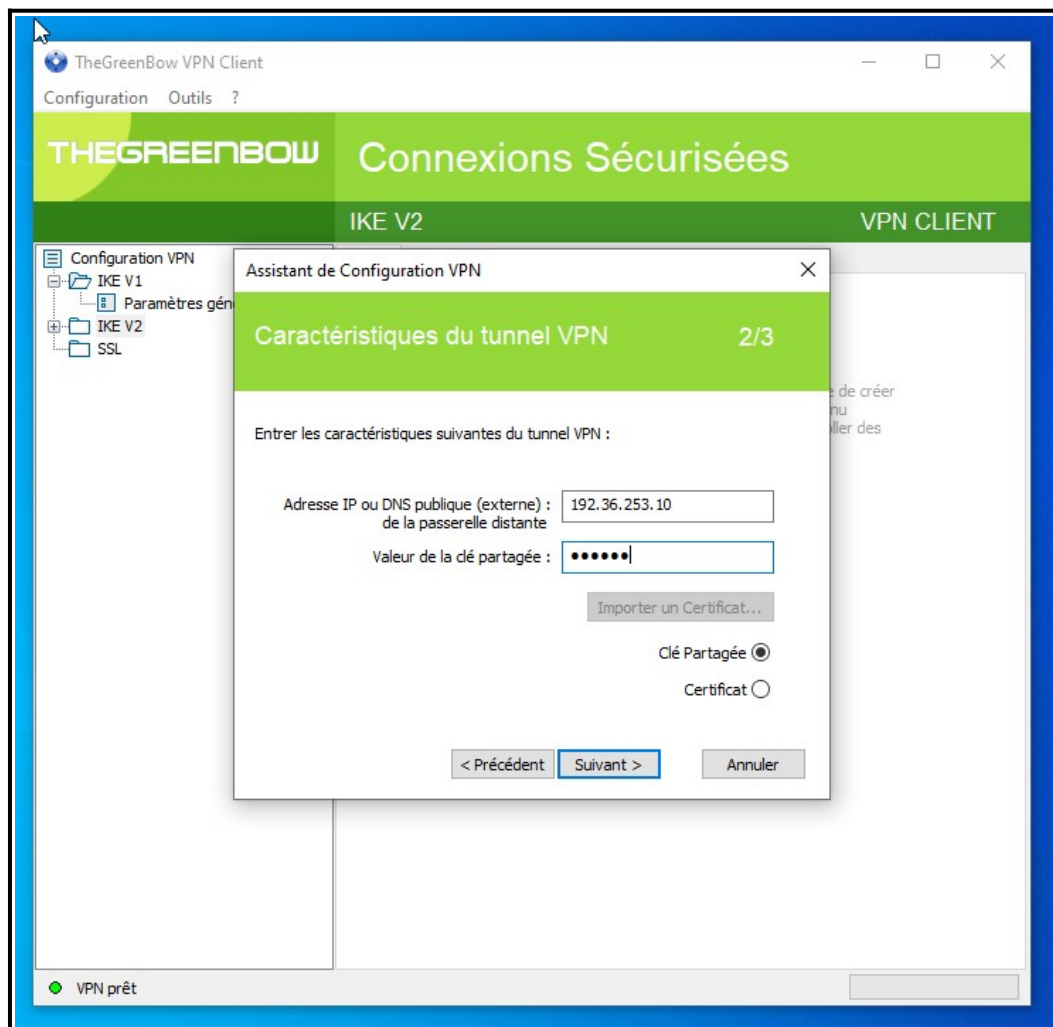 TheGreenBow VPN Client
Configuration Outils ?
THEGREENBOW
Connexions Sécurisées
IKE V2
VPN CLIENT
Configuration VPN
IKE V1
Paramètres gén
IKE V2
SSL
Assistant de Configuration VPN
Caractéristiques du tunnel VPN 2/3
Entrer les caractéristiques suivantes du tunnel VPN :
Adresse IP ou DNS publique (externe) : 192.36.253.10
de la passerelle distante
Valeur de la clé partagée : ••••••
Importer un Certificat...
Clé Partagée
Certificat
< Précédent Suivant > Annuler
de créer
nu
ller des
VPN prêt